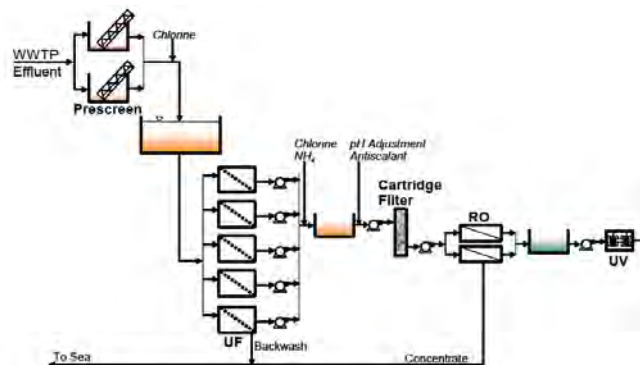 Chlorine
WWTP
Effluent
Prescreen
Chlorine
NH₄
pH Adjustment
Antiscalant
Cartridge
Filter
RO
UV
UF
Backwash
To Sea
Concentrate